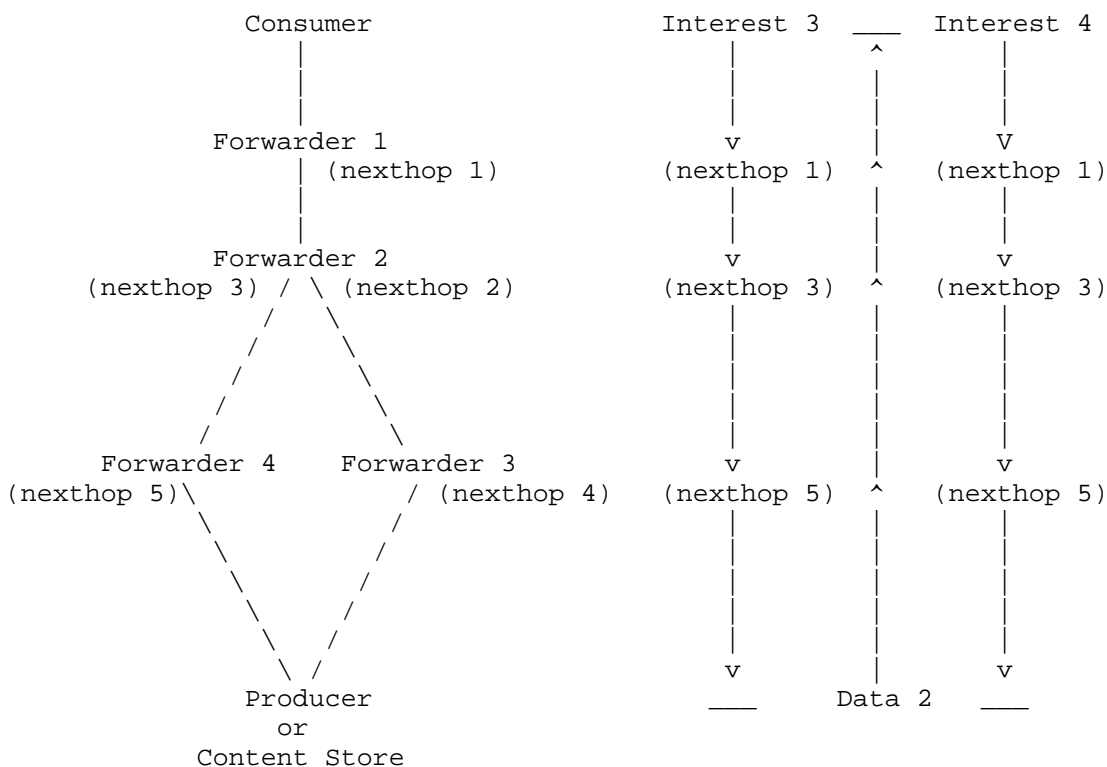 Consumer Interest 3 ___ Interest 4
Forwarder 1
(nexthop 1) (nexthop 1) (nexthop 1)
Forwarder 2
(nexthop 3) (nexthop 2) (nexthop 3) (nexthop 3)
Forwarder 4 Forwarder 3
(nexthop 5) (nexthop 4) (nexthop 5) (nexthop 5)
Producer ___ Data 2 ___
or
Content Store